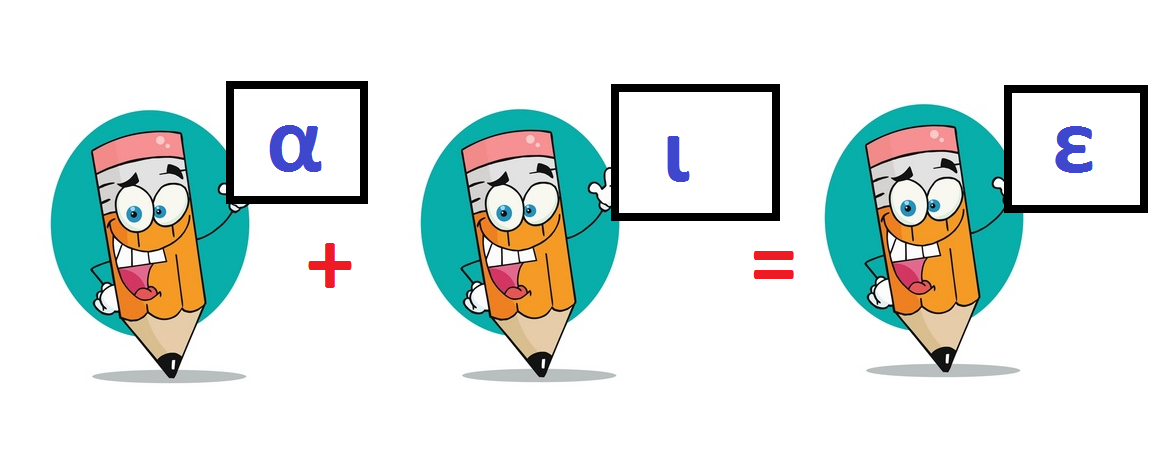 α + ι = ε